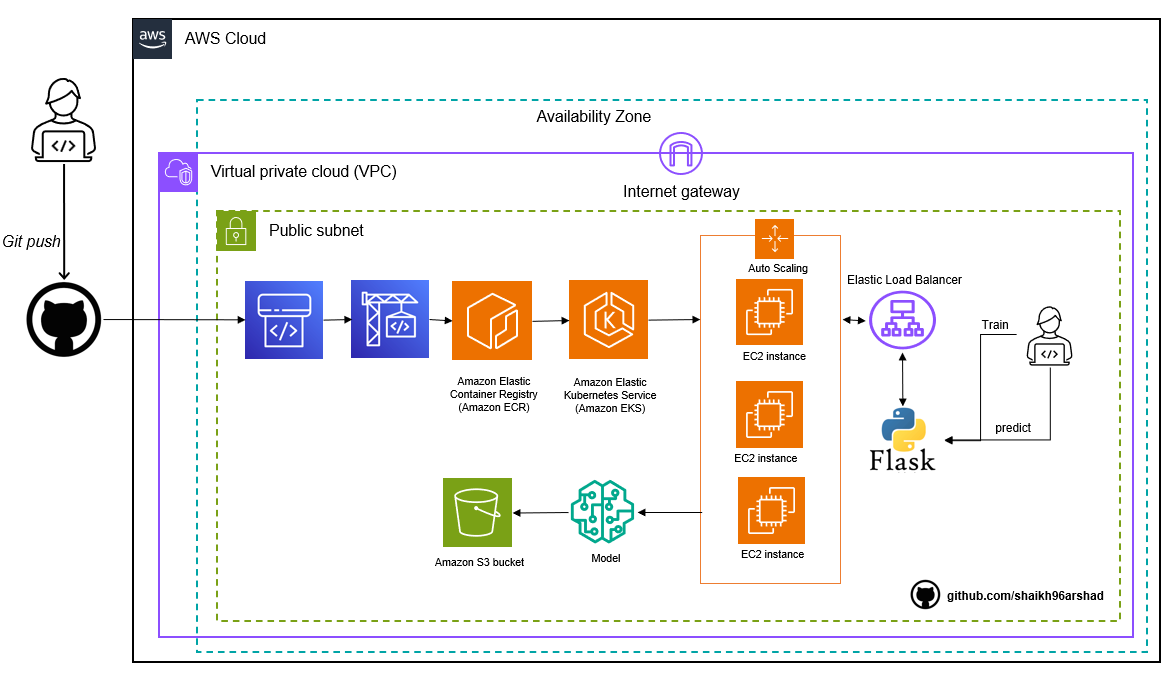 aws
AWS Cloud
Availability Zone
Virtual private cloud (VPC)
Internet gateway
Public subnet
Git push
Auto Scaling
Elastic Load Balancer
Train
EC2 instance
Amazon Elastic
Container Registry
(Amazon ECR)
Amazon Elastic
Kubernetes Service
(Amazon EKS)
K
predict
EC2 instance
Flask
Amazon S3 bucket
Model
EC2 instance
github.com/shaikh96arshad